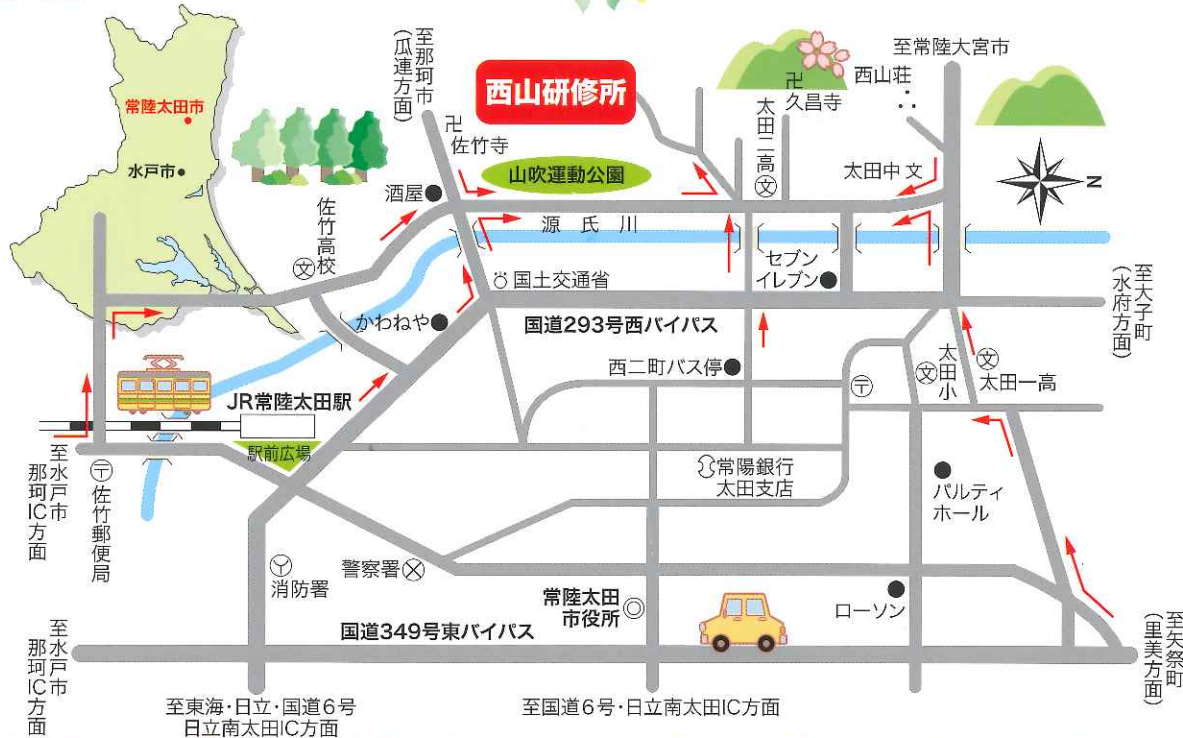 常陸太田市
水戸市
至那珂市
(瓜連方面)
西山研修所
卍
佐竹寺
山吹運動公園
酒屋
佐竹高校
文
源氏川
太田二高
文
卍
久昌寺
西山荘
至常陸大宮市
太田中
文
N
セブン
イレブン
国土交通省
かわねや
国道293号西バイパス
至大子町
(水府方面)
西二町バス停
〒
太田小
文
文
太田一高
JR常陸太田駅
駅前広場
至水戸市
那珂IC方面
〒
佐竹郵便局
常陽銀行
太田支店
パルティ
ホール
消防署
警察署
常陸太田
市役所
ローソン
国道349号東バイパス
至水戸市
那珂IC方面
至矢祭町
(里美方面)
至東海・日立・国道6号
日立南太田IC方面
至国道6号・日立南太田IC方面